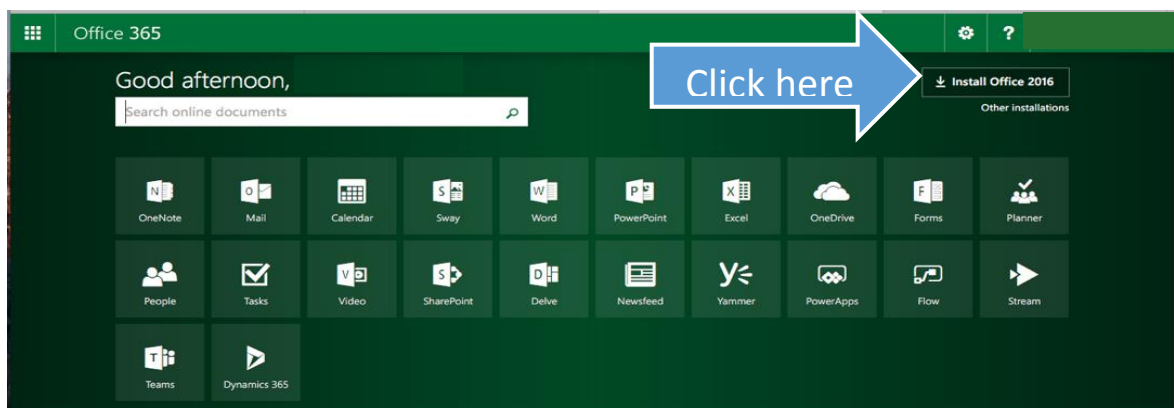 Office 365
?
Good afternoon,
Click here
Install Office 2016
Search online documents
Other installations
OneNote Mail Calendar Sway Word PowerPoint Excel OneDrive Forms Planner
People Tasks Video SharePoint Delve Newsfeed Yammer PowerApps Flow Stream
Teams Dynamics 365